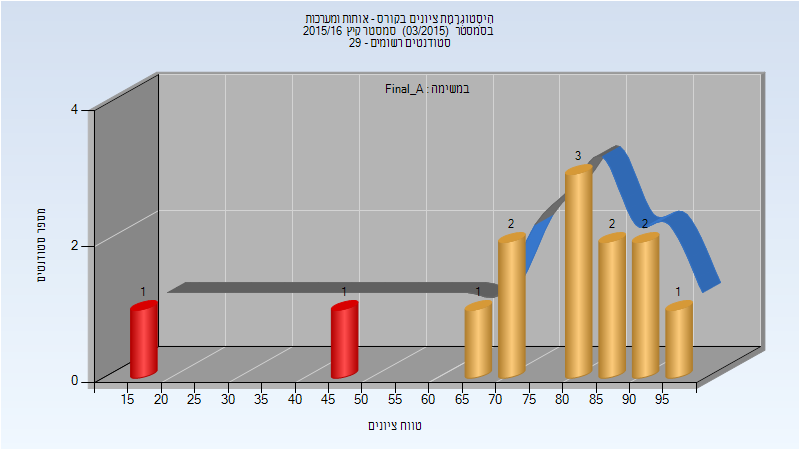 היסטוגרמת ציונים בקורס - אותות ומערכות
בסמסטר (03/2015) סמסטר קיץ 2015/16
סטודנטים רשומים - 29
במשימה : Final_A
מספר סטודנטים
4
2
0
1
1
1
2
3
2
2
1
15 20 25 30 35 40 45 50 55 60 65 70 75 80 85 90 95
טווח ציונים